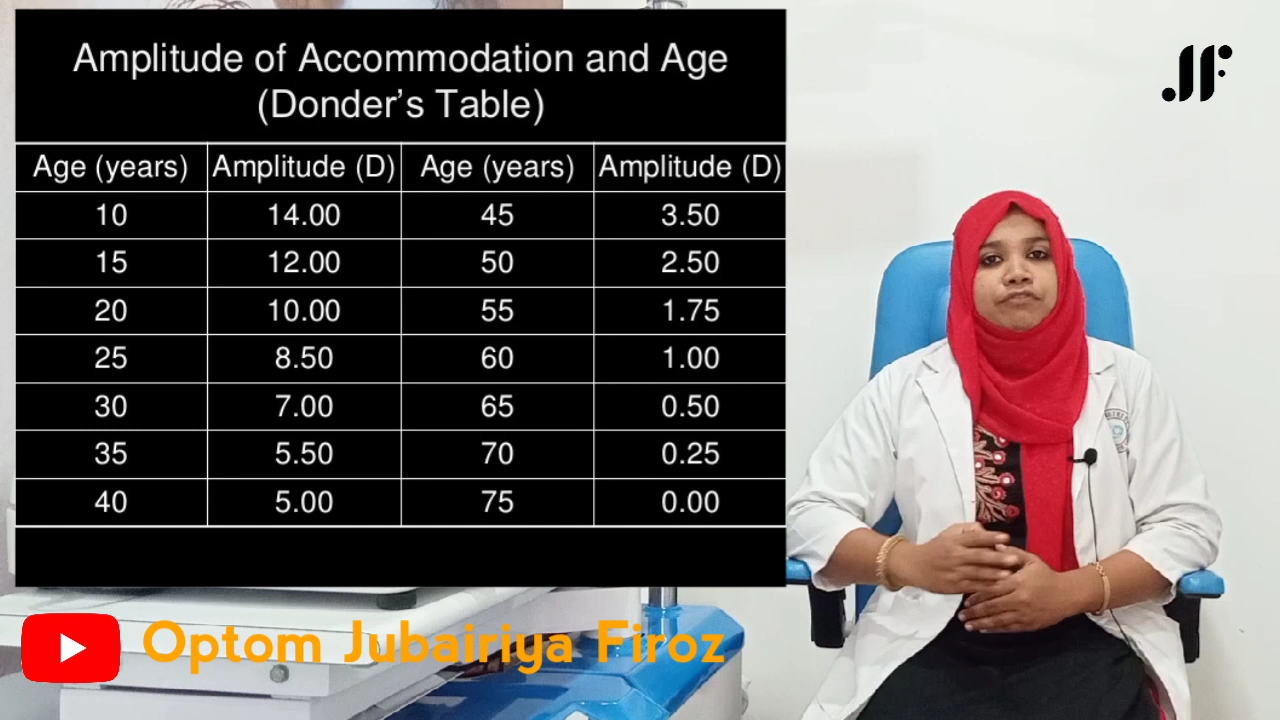 Amplitude of Accommodation and Age
(Donder's Table)
Age (years) Amplitude (D) Age (years) Amplitude (D)
10 14.00 45 3.50
15 12.00 50 2.50
20 10.00 55 1.75
25 8.50 60 1.00
30 7.00 65 0.50
35 5.50 70 0.25
40 5.00 75 0.00
JF
Optom Jubairiya Firoz